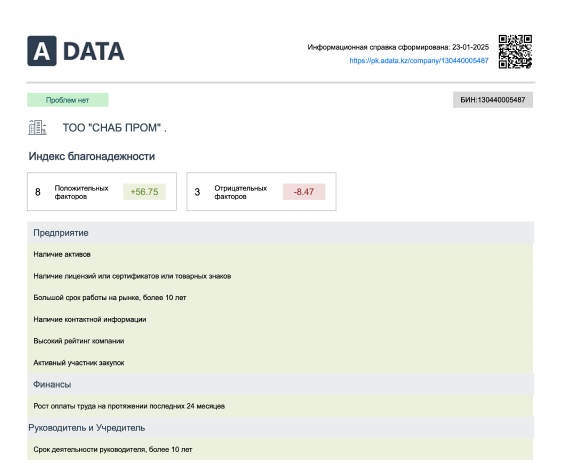 A DATA
Информационная справка сформирована: 23-01-2025
https://pk.adata.kz/company/130440005487
Проблем нет
БИН:130440005487
ТОО "СНАБ ПРОМ" .
Индекс благонадежности
8 Положительных факторов +56.75
3 Отрицательных факторов -8.47
Предприятие
Наличие активов
Наличие лицензий или сертификатов или товарных знаков
Большой срок работы на рынке, более 10 лет
Наличие контактной информации
Высокий рейтинг компании
Активный участник закупок
Финансы
Рост оплаты труда на протяжении последних 24 месяцев
Руководитель и Учредитель
Срок деятельности руководителя, более 10 лет